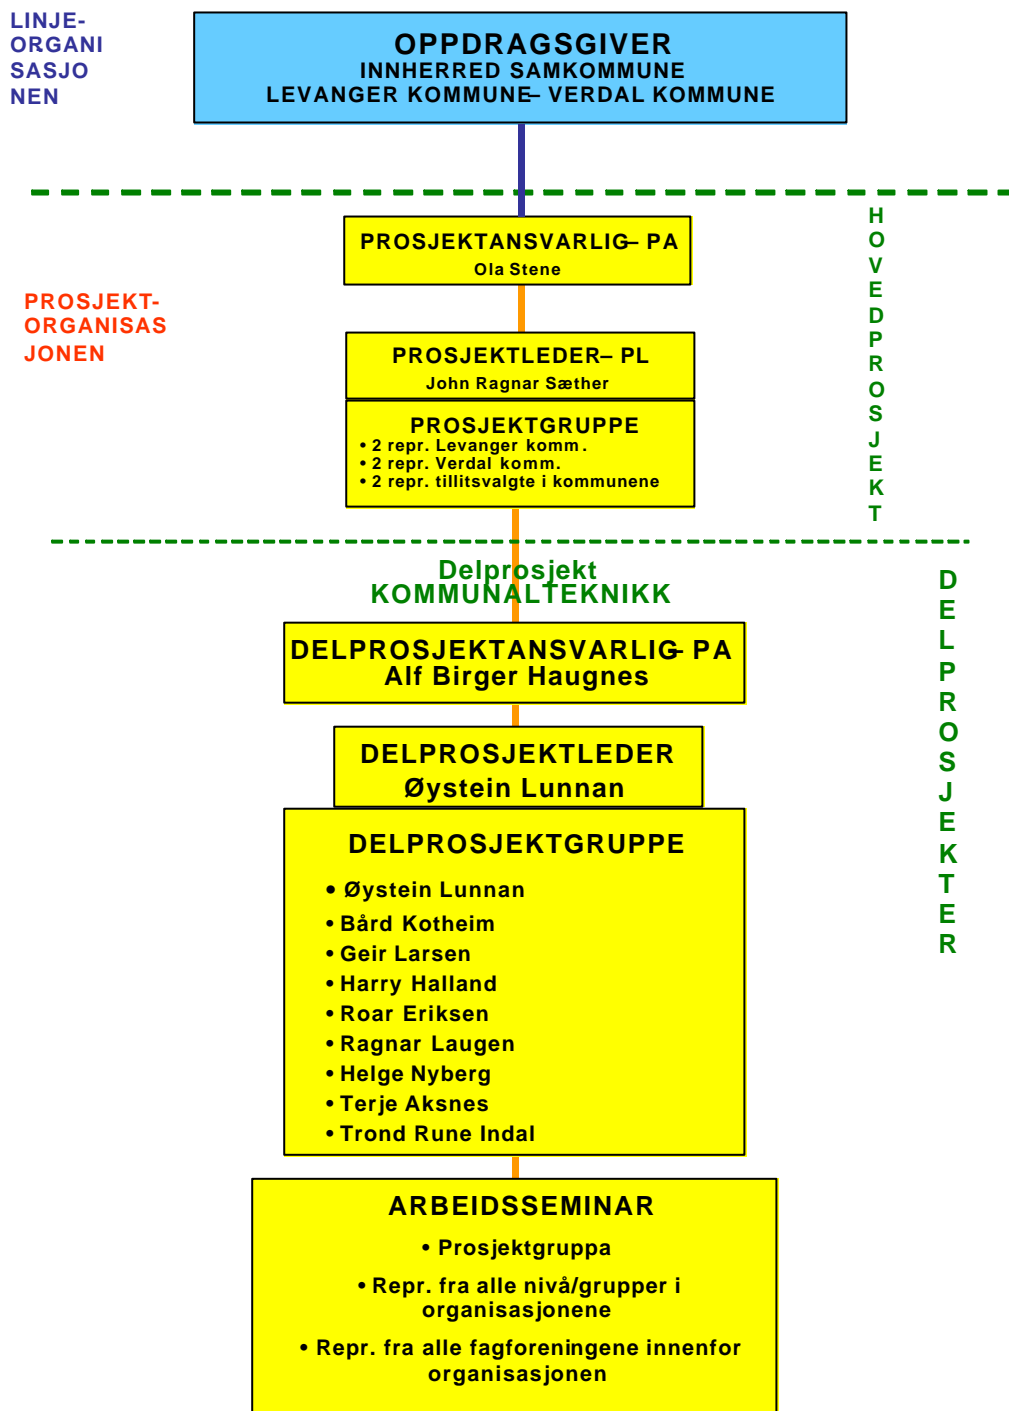 LINJE-
ORGANI
SASJO
NEN
OPPDRAGSGIVER
INNHERRED SAMKOMMUNE
LEVANGER KOMMUNE– VERDAL KOMMUNE
PROSJEKTANSVARLIG– PA
Ola Stene
PROSJEKT-
ORGANISAS
JONEN
PROSJEKTLEDER– PL
John Ragnar Sæther
PROSJEKTGRUPPE
• 2 repr. Levanger komm.
• 2 repr. Verdal komm.
• 2 repr. tillitsvalgte i kommunene
H
O
V
E
D
P
R
O
S
J
E
K
T
Delprosjekt
KOMMUNALTEKNIKK
DELPROSJEKTANSVARLIG– PA
Alf Birger Haugnes
DELPROSJEKTLEDER
Øystein Lunnan
DELPROSJEKTGRUPPE
• Øystein Lunnan
• Bård Kotheim
• Geir Larsen
• Harry Halland
• Roar Eriksen
• Ragnar Laugen
• Helge Nyberg
• Terje Aksnes
• Trond Rune Indal
D
E
L
P
R
O
S
J
E
K
T
E
R
ARBEIDSSEMINAR
• Prosjektgruppa
• Repr. fra alle nivå/grupper i
organisasjonene
• Repr. fra alle fagforeningene innenfor
organisasjonen